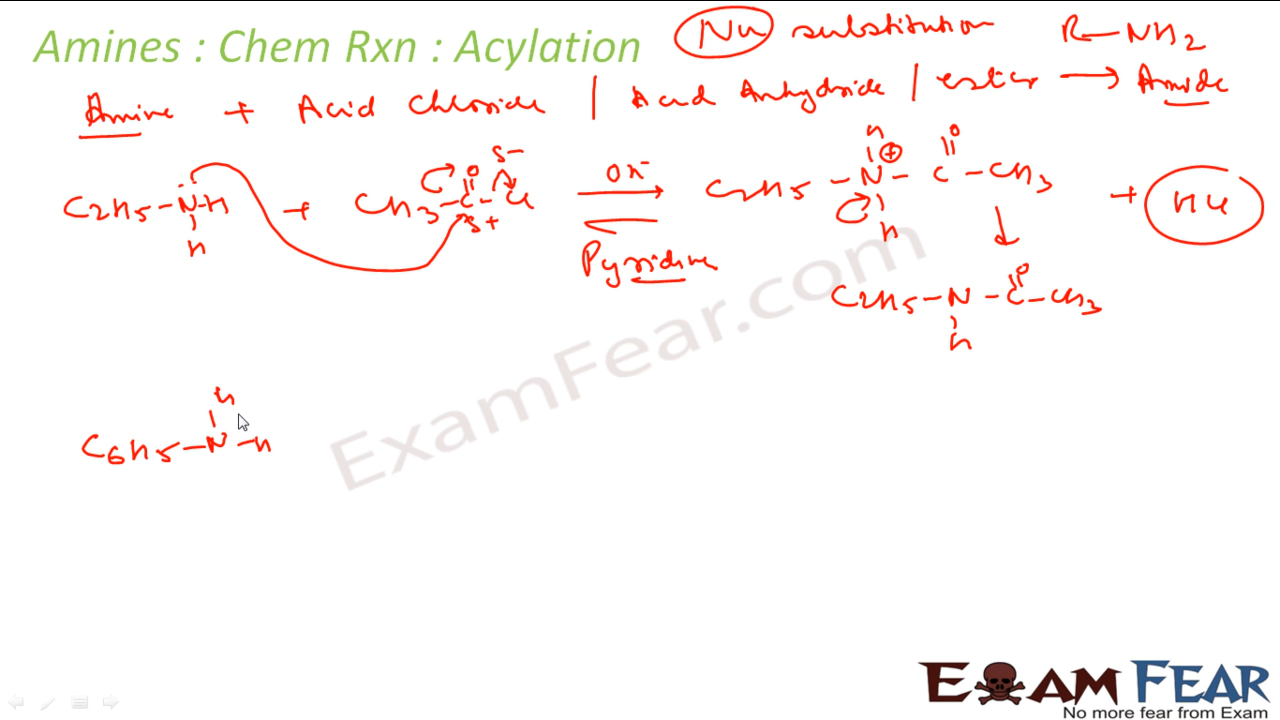 Amines : Chem Rxn : Acylation
Nu substitution R—NH2
Amine + Acid Chloride | Acid Anhydride | ester → Amide
C2H5–N̈–H + CH3–C–Cl OH⁻ C2H5–N–C–CH3 + HCl
H O δ− δ+ H ⊕ H O
Pyridine
C2H5–N–C–CH3
H O
H
C6H5–N–H
ExamFear.com
EXAM FEAR
No more fear from Exam